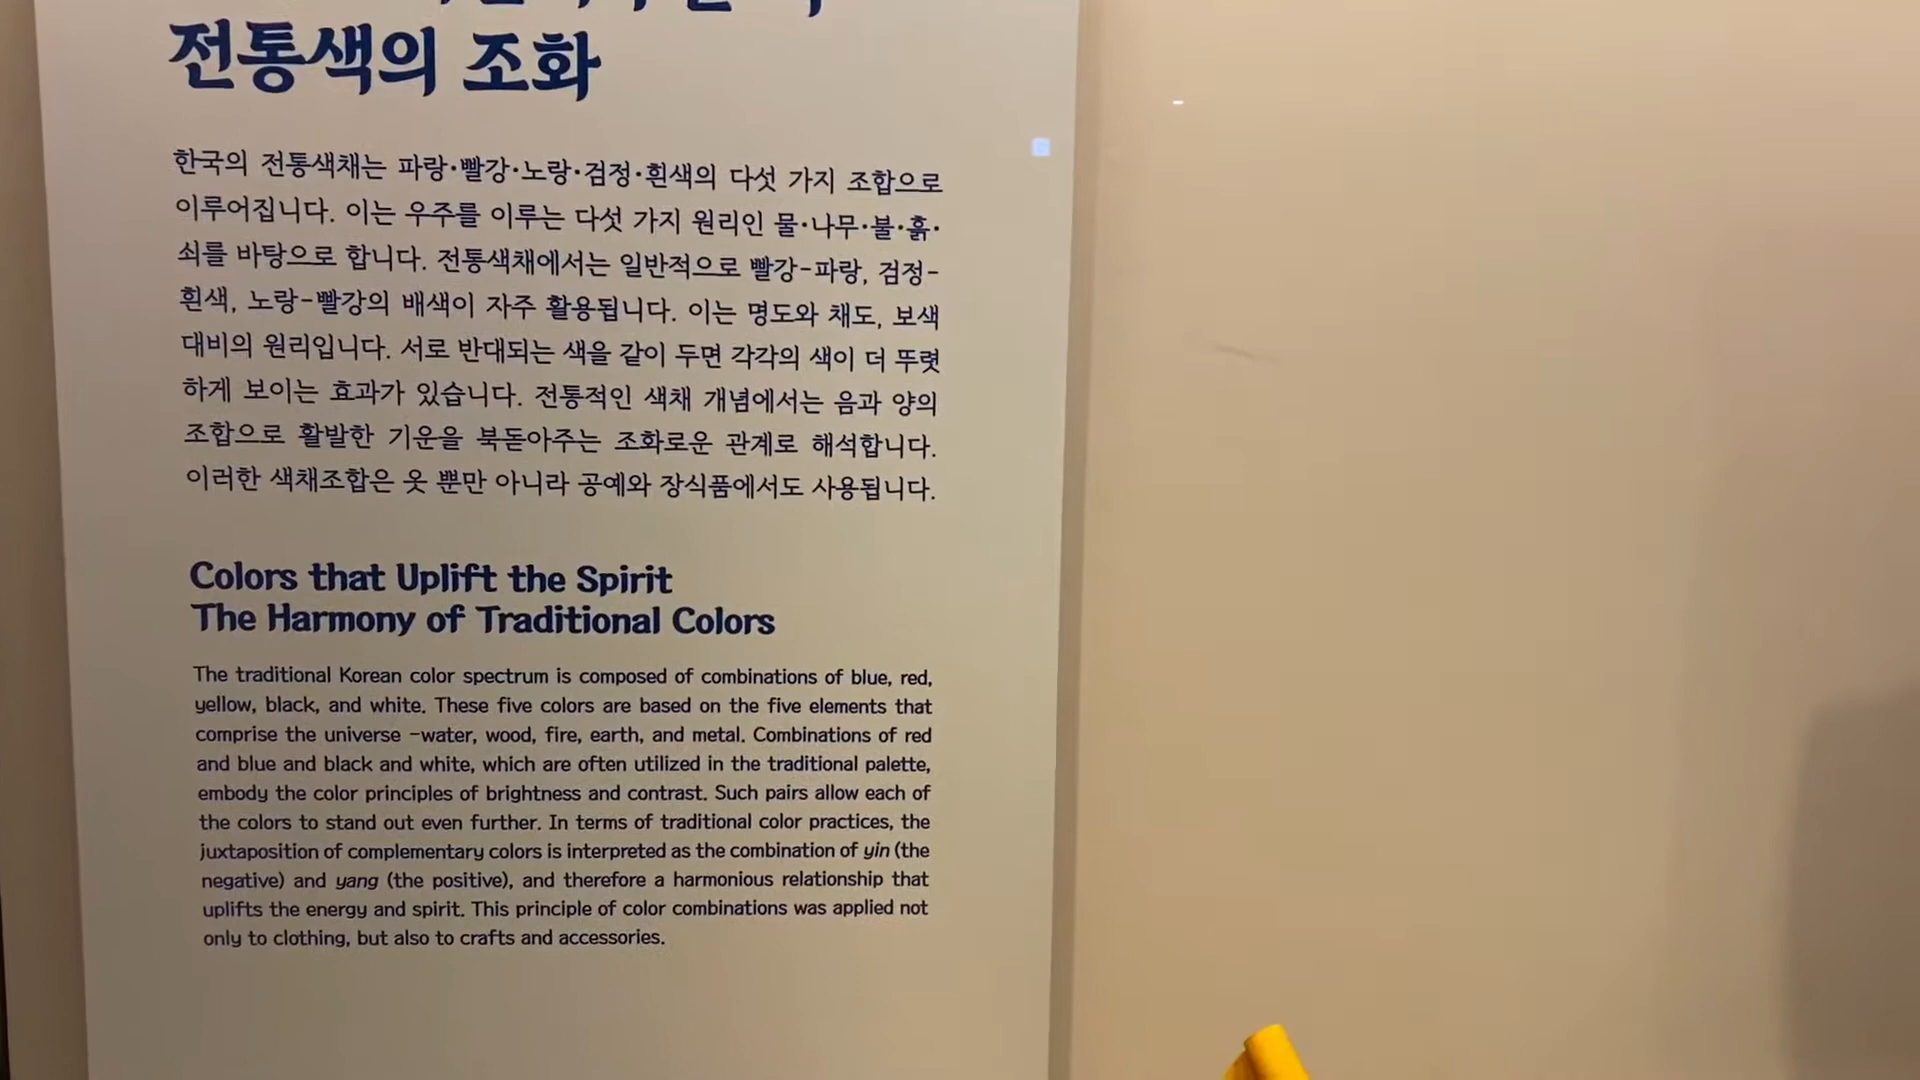 전통색의 조화
한국의 전통색채는 파랑·빨강·노랑·검정·흰색의 다섯 가지 조합으로
이루어집니다. 이는 우주를 이루는 다섯 가지 원리인 물·나무·불·흙·
쇠를 바탕으로 합니다. 전통색채에서는 일반적으로 빨강-파랑, 검정-
흰색, 노랑-빨강의 배색이 자주 활용됩니다. 이는 명도와 채도, 보색
대비의 원리입니다. 서로 반대되는 색을 같이 두면 각각의 색이 더 뚜렷
하게 보이는 효과가 있습니다. 전통적인 색채 개념에서는 음과 양의
조합으로 활발한 기운을 북돋아주는 조화로운 관계로 해석합니다.
이러한 색채조합은 옷 뿐만 아니라 공예와 장식품에서도 사용됩니다.
Colors that Uplift the Spirit
The Harmony of Traditional Colors
The traditional Korean color spectrum is composed of combinations of blue, red,
yellow, black, and white. These five colors are based on the five elements that
comprise the universe –water, wood, fire, earth, and metal. Combinations of red
and blue and black and white, which are often utilized in the traditional palette,
embody the color principles of brightness and contrast. Such pairs allow each of
the colors to stand out even further. In terms of traditional color practices, the
juxtaposition of complementary colors is interpreted as the combination of yin (the
negative) and yang (the positive), and therefore a harmonious relationship that
uplifts the energy and spirit. This principle of color combinations was applied not
only to clothing, but also to crafts and accessories.